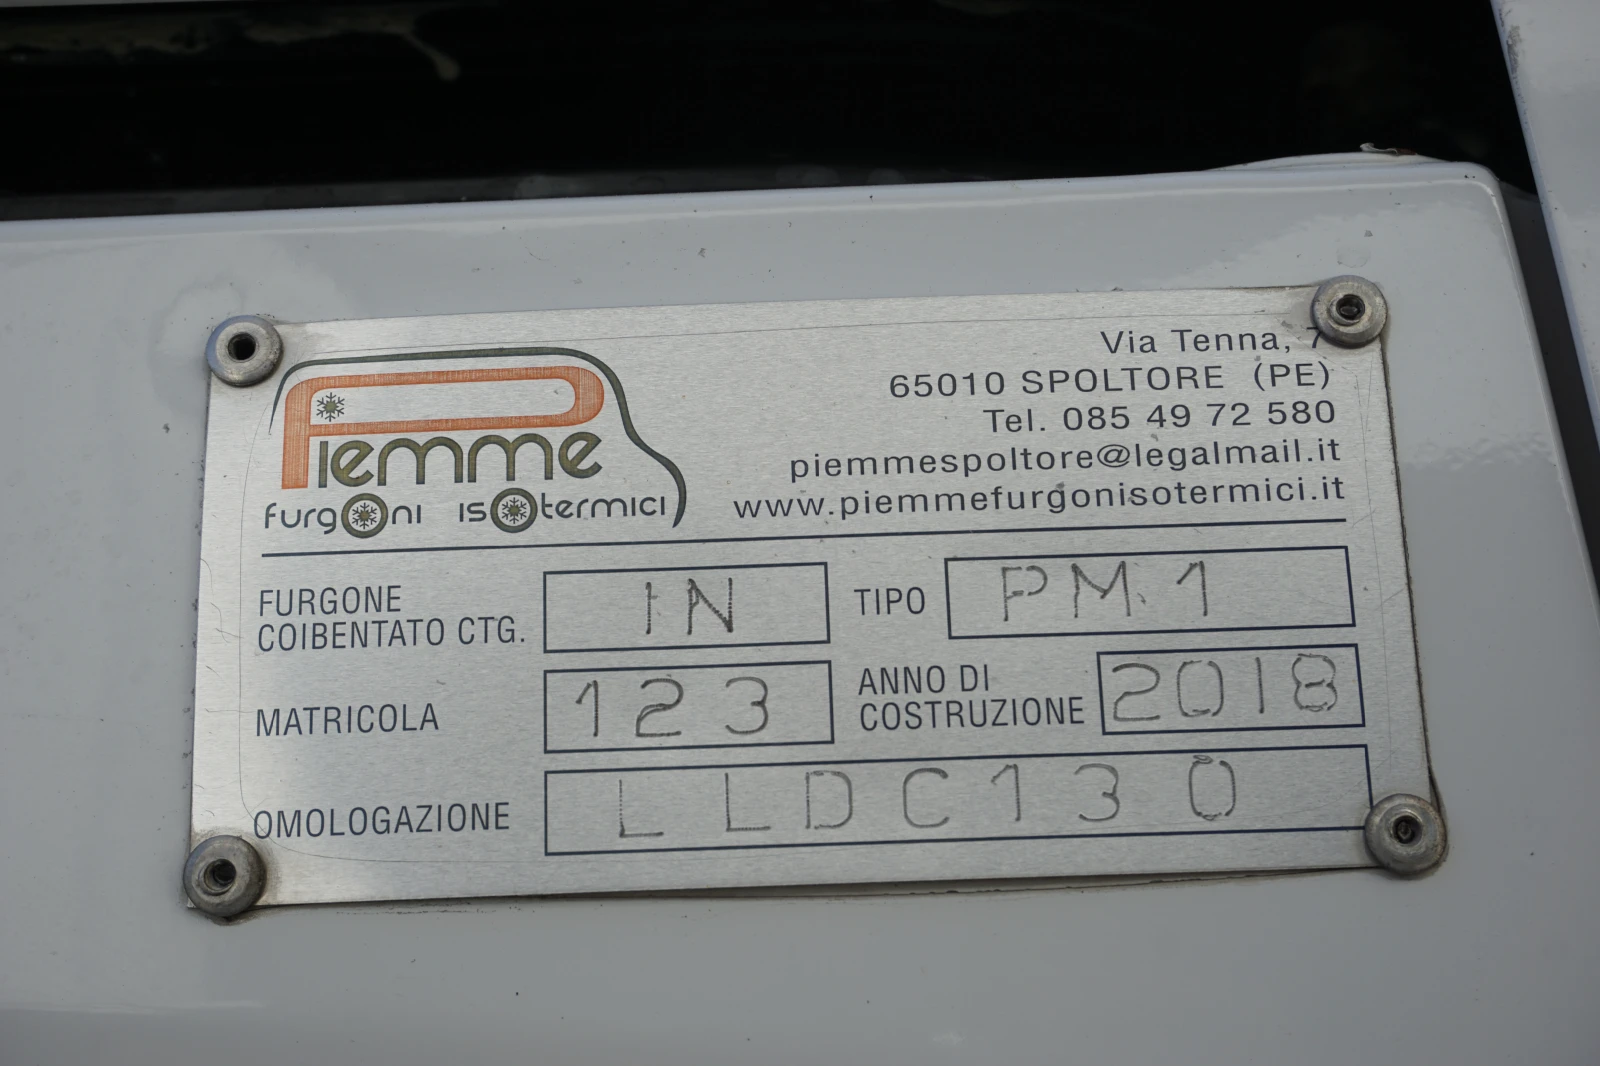 Piemme
furgoni isotermici
Via Tenna, 7
65010 SPOLTORE (PE)
Tel. 085 49 72 580
piemmespoltore@legalmail.it
www.piemmefurgonisotermici.it
FURGONE COIBENTATO CTG. IN
TIPO PM.1
MATRICOLA 123
ANNO DI COSTRUZIONE 2018
OMOLOGAZIONE LLDC130